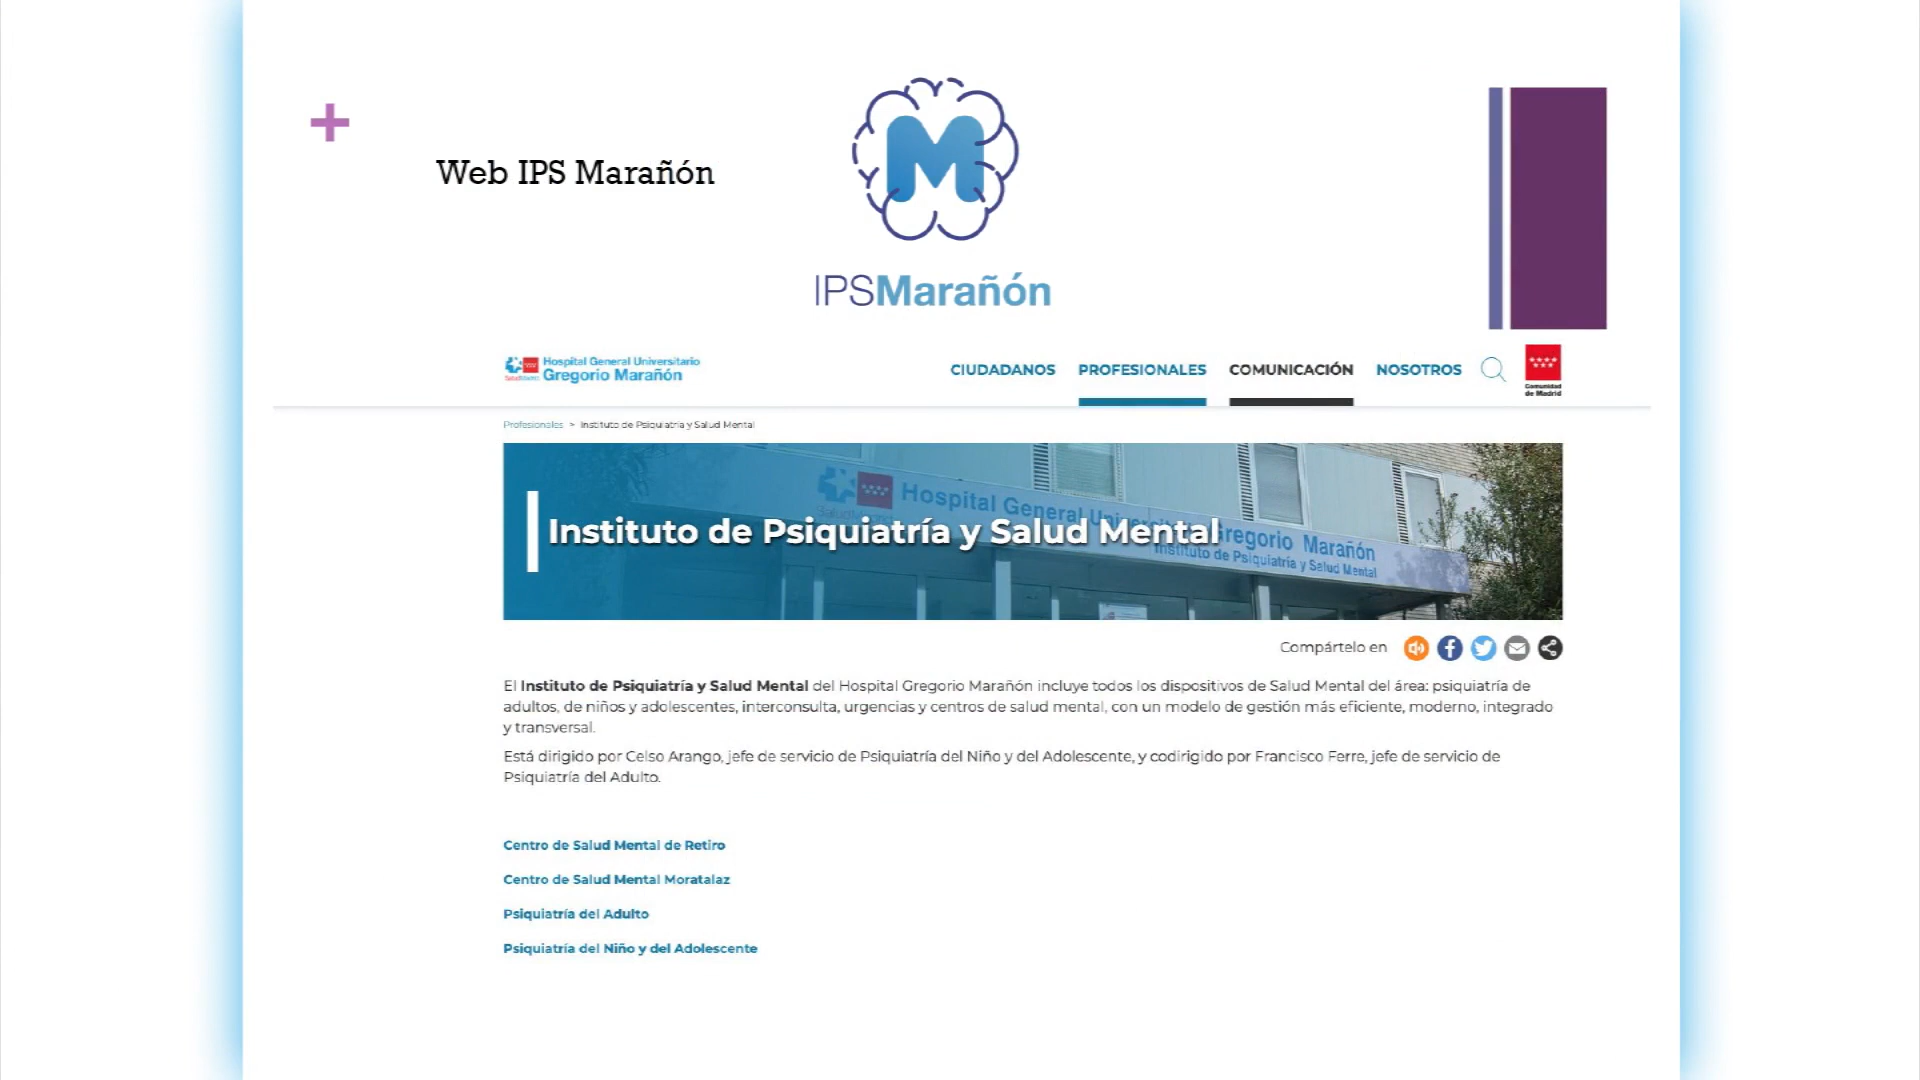 Web IPS Marañón
M
IPSMarañón
Hospital General Universitario
Gregorio Marañón
CIUDADANOS PROFESIONALES COMUNICACIÓN NOSOTROS
Comunidad
de Madrid
Profesionales > Instituto de Psiquiatría y Salud Mental
Hospital General Gregorio Marañón
Instituto de Psiquiatría y Salud Mental
Instituto de Psiquiatría y Salud Mental
Compártelo en
El Instituto de Psiquiatría y Salud Mental del Hospital Gregorio Marañón incluye todos los dispositivos de Salud Mental del área: psiquiatría de
adultos, de niños y adolescentes, interconsulta, urgencias y centros de salud mental, con un modelo de gestión más eficiente, moderno, integrado
y transversal.
Está dirigido por Celso Arango, jefe de servicio de Psiquiatría del Niño y del Adolescente, y codirigido por Francisco Ferre, jefe de servicio de
Psiquiatría del Adulto.
Centro de Salud Mental de Retiro
Centro de Salud Mental Moratalaz
Psiquiatría del Adulto
Psiquiatría del Niño y del Adolescente